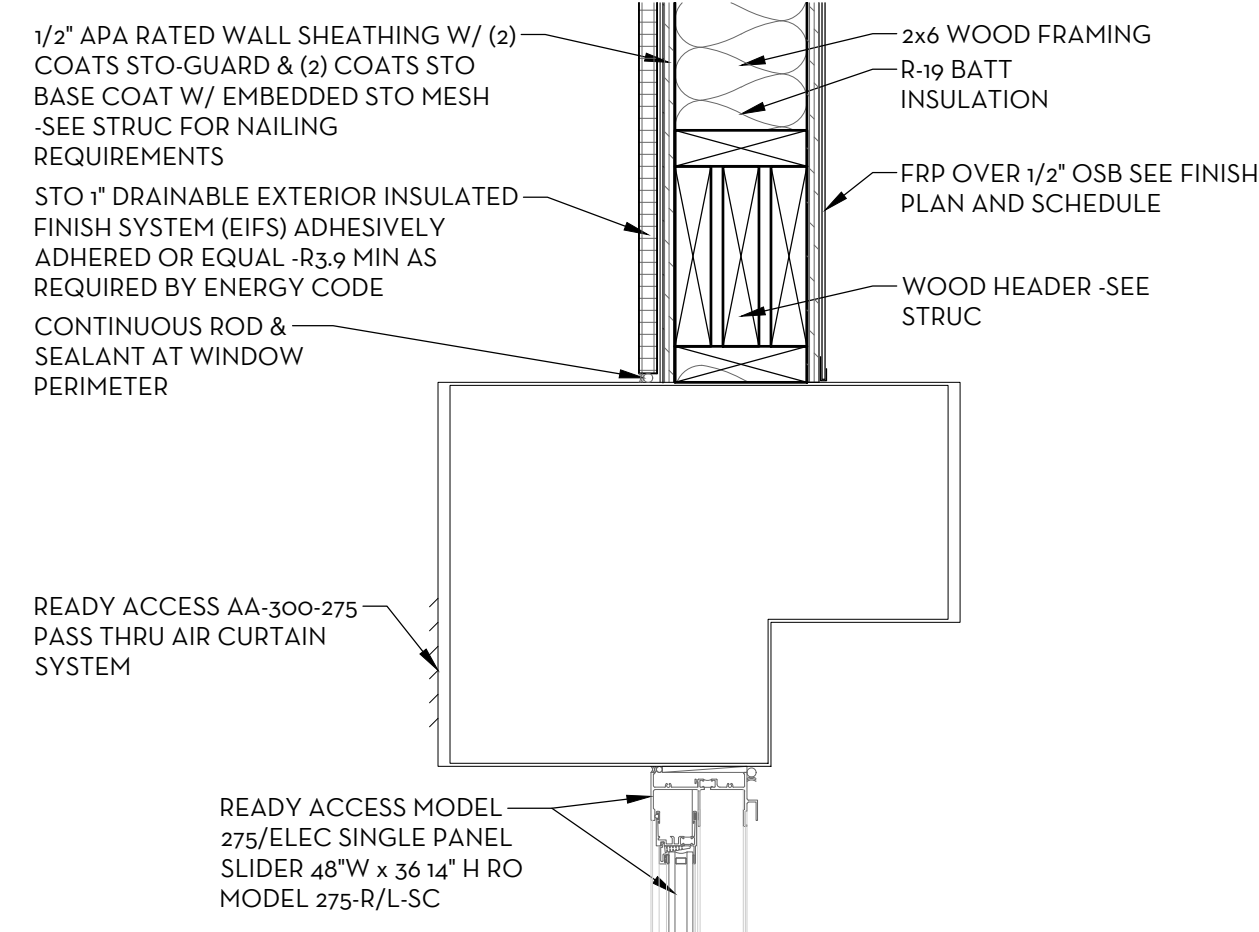 1/2" APA RATED WALL SHEATHING W/ (2)
COATS STO-GUARD & (2) COATS STO
BASE COAT W/ EMBEDDED STO MESH
-SEE STRUC FOR NAILING
REQUIREMENTS
STO 1" DRAINABLE EXTERIOR INSULATED
FINISH SYSTEM (EIFS) ADHESIVELY
ADHERED OR EQUAL -R3.9 MIN AS
REQUIRED BY ENERGY CODE
CONTINUOUS ROD &
SEALANT AT WINDOW
PERIMETER
READY ACCESS AA-300-275
PASS THRU AIR CURTAIN
SYSTEM
READY ACCESS MODEL
275/ELEC SINGLE PANEL
SLIDER 48"W x 36 14" H RO
MODEL 275-R/L-SC
2x6 WOOD FRAMING
R-19 BATT
INSULATION
FRP OVER 1/2" OSB SEE FINISH
PLAN AND SCHEDULE
WOOD HEADER -SEE
STRUC